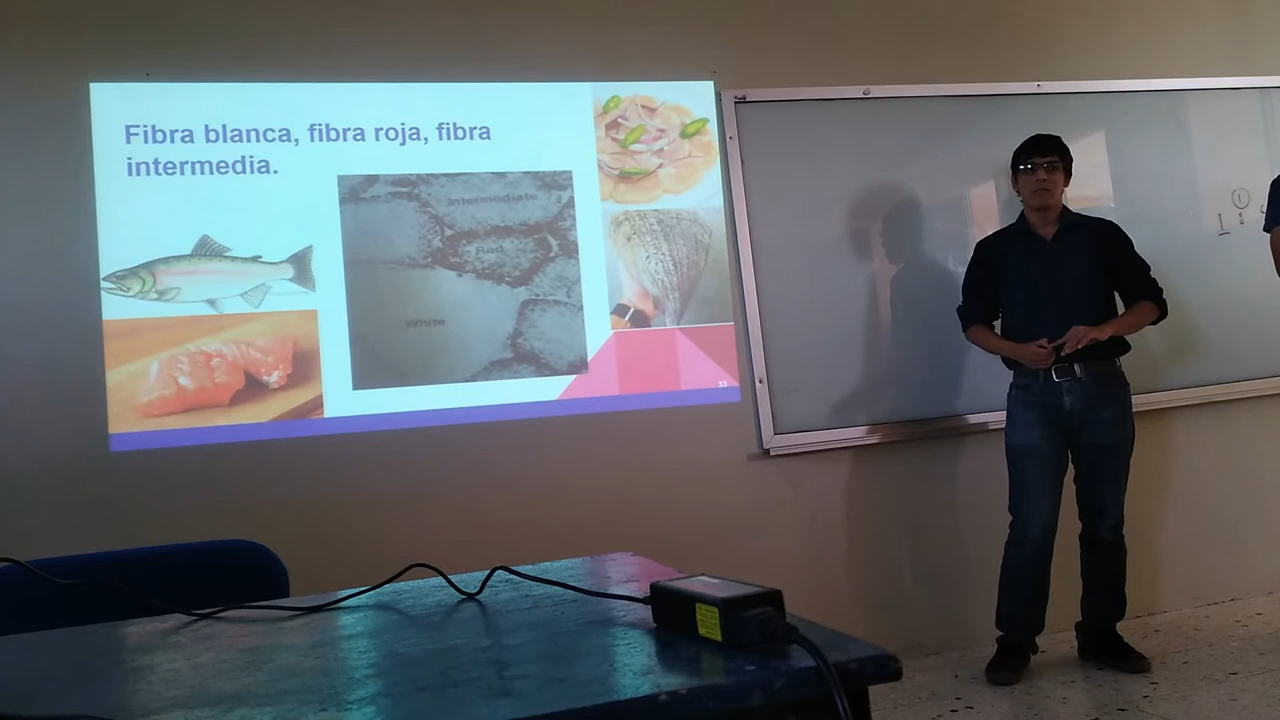 Fibra blanca, fibra roja, fibra
intermedia.
Intermediate
Red
White
33